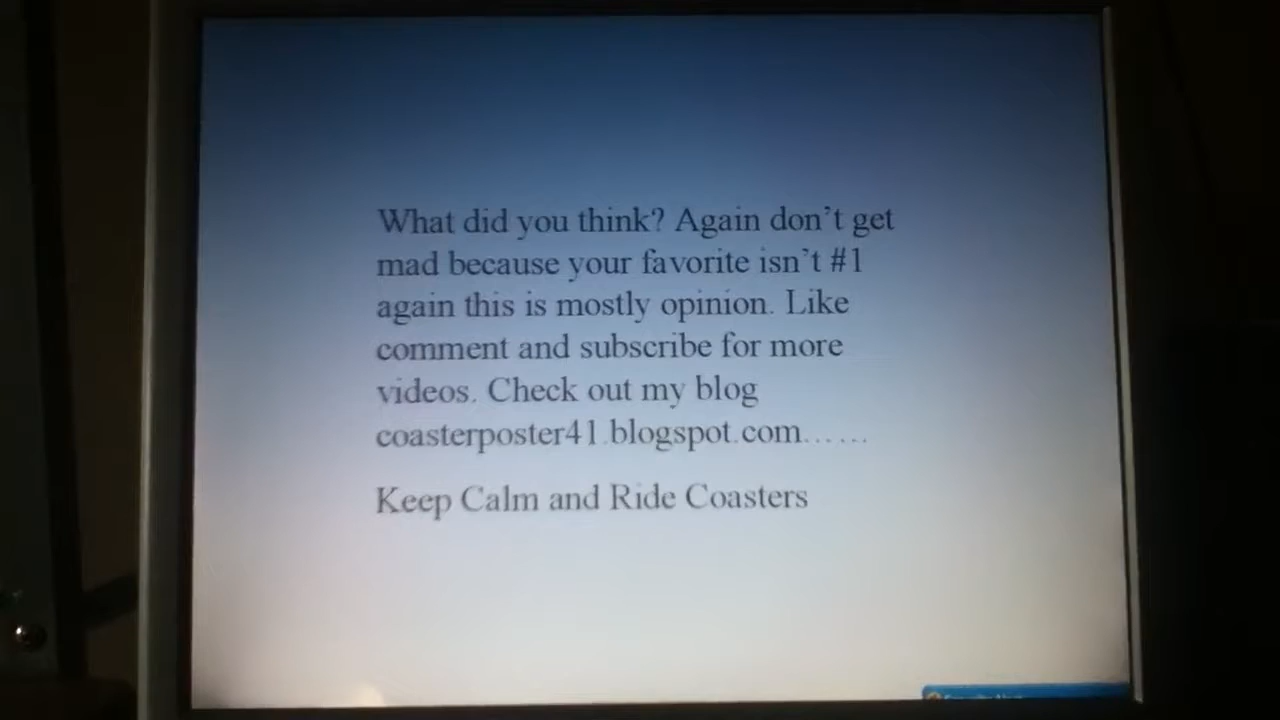 What did you think? Again don't get
mad because your favorite isn't #1
again this is mostly opinion. Like
comment and subscribe for more
videos. Check out my blog
coasterposter41.blogspot.com……
Keep Calm and Ride Coasters